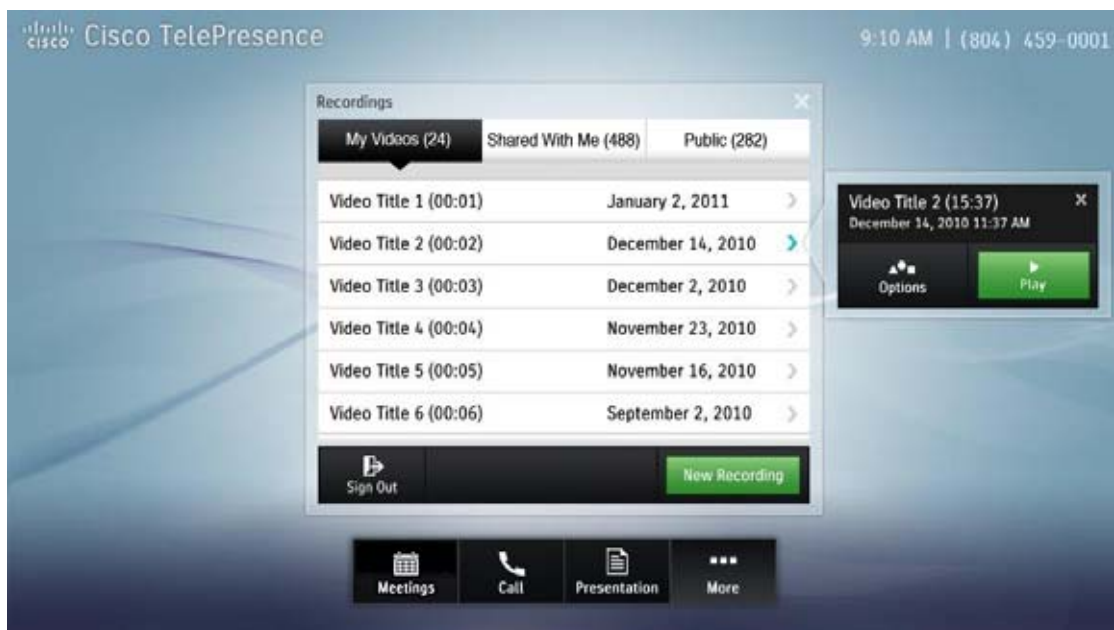 cisco Cisco TelePresence
9:10 AM | (804) 459-0001
Recordings
My Videos (24) Shared With Me (488) Public (282)
Video Title 1 (00:01) January 2, 2011
Video Title 2 (00:02) December 14, 2010
Video Title 3 (00:03) December 2, 2010
Video Title 4 (00:04) November 23, 2010
Video Title 5 (00:05) November 16, 2010
Video Title 6 (00:06) September 2, 2010
Sign Out New Recording
Video Title 2 (15:37)
December 14, 2010 11:37 AM
Options Play
Meetings Call Presentation More